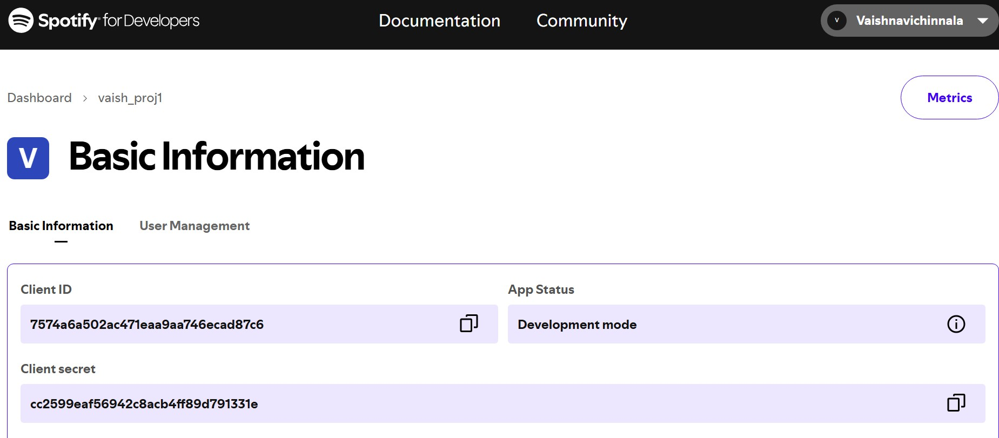 Spotify for Developers
Documentation
Community
V
Vaishnavichinnala
Dashboard > vaish_proj1
Metrics
V
Basic Information
Basic Information
User Management
Client ID
App Status
7574a6a502ac471eaa9aa746ecad87c6
Development mode
Client secret
cc2599eaf56942c8acb4ff89d791331e